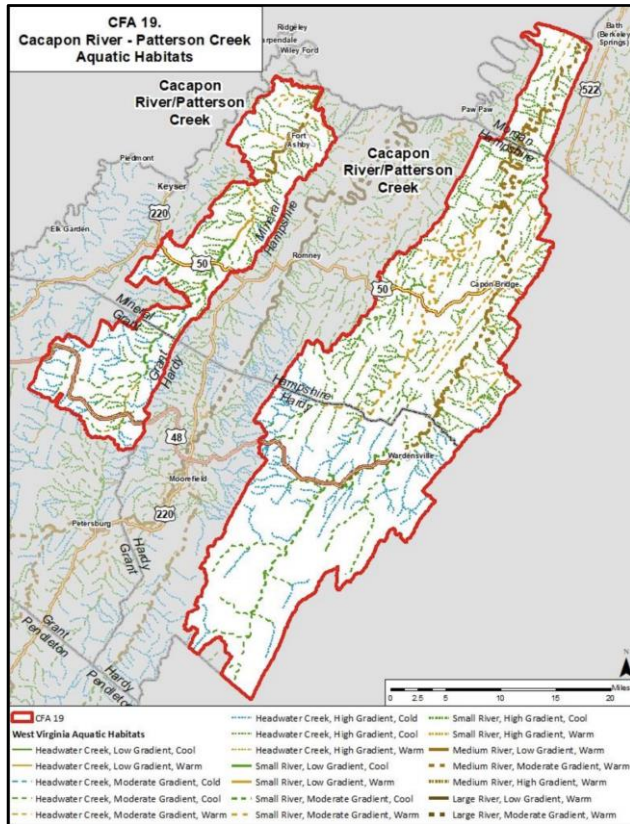 CFA 19.
Cacapon River - Patterson Creek
Aquatic Habitats
Ridgeley
Wiley Ford
Bath
(Berkeley
Springs)
522
Cacapon
River/Patterson
Creek
Paw Paw
Morgan
Hampshire
Fort
Ashby
Cacapon
River/Patterson
Creek
Piedmont
Keyser
220
Elk Garden
Mineral
Hampshire
50
Romney
50
Capon Bridge
Mineral
Grant
Grant
Hardy
Hampshire
Hardy
48
Wardensville
Moorefield
220
Petersburg
Hardy
Grant
Grant
Pendleton
Hardy
Pendleton
N
Miles
0 2.5 5 10 15 20
CFA 19
West Virginia Aquatic Habitats
Headwater Creek, Low Gradient, Cool
Headwater Creek, Low Gradient, Warm
Headwater Creek, Moderate Gradient, Cold
Headwater Creek, Moderate Gradient, Cool
Headwater Creek, Moderate Gradient, Warm
Headwater Creek, High Gradient, Cold
Headwater Creek, High Gradient, Cool
Headwater Creek, High Gradient, Warm
Small River, Low Gradient, Cool
Small River, Low Gradient, Warm
Small River, Moderate Gradient, Cool
Small River, Moderate Gradient, Warm
Small River, High Gradient, Cool
Small River, High Gradient, Warm
Medium River, Low Gradient, Warm
Medium River, Moderate Gradient, Warm
Medium River, High Gradient, Warm
Large River, Low Gradient, Warm
Large River, Moderate Gradient, Warm